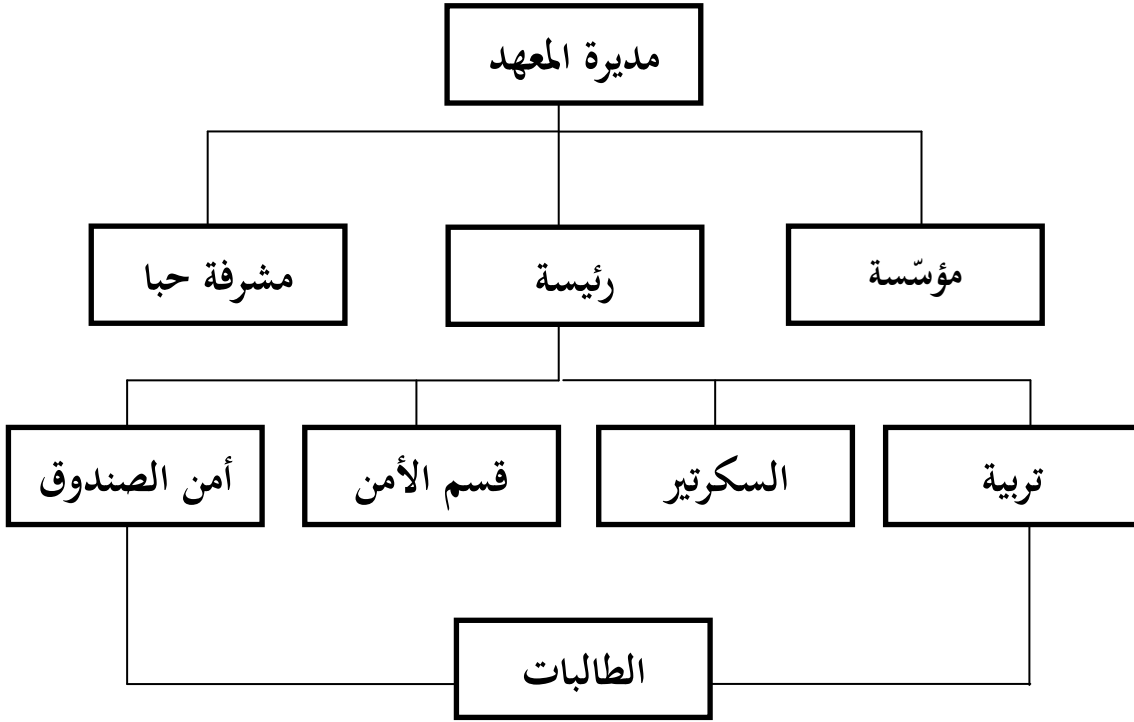 مديرة المعهد
مؤسّسة
رئيسة
مشرفة حبا
تربية
السكرتير
قسم الأمن
أمن الصندوق
الطالبات